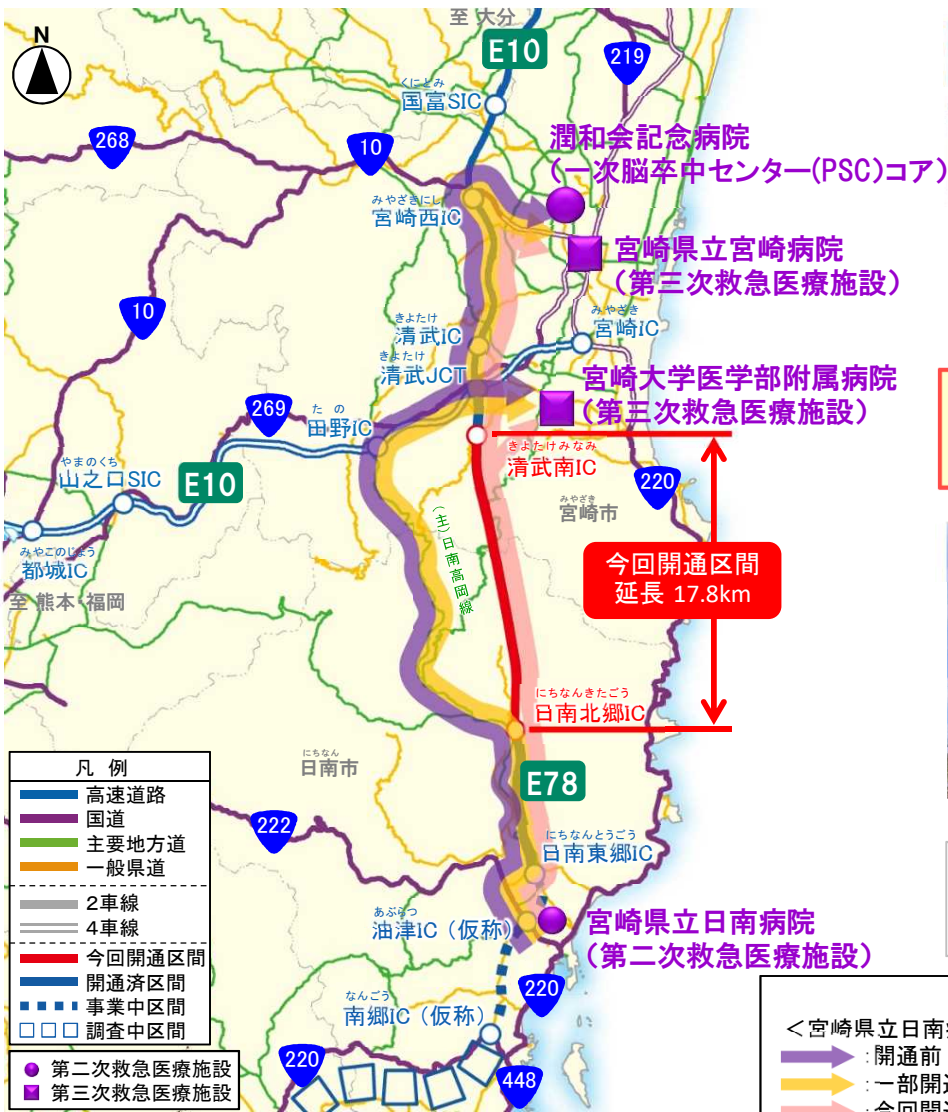 至 大分
N
E10
219
くにとみ
国富SIC
268
10
潤和会記念病院
(一次脳卒中センター(PSC)コア)
みやざきにし
宮崎西IC
宮崎県立宮崎病院
(第三次救急医療施設)
10
きよたけ
清武IC
みやざき
宮崎IC
きよたけ
清武JCT
宮崎大学医学部附属病院
(第三次救急医療施設)
269
たの
田野IC
きよたけみなみ
清武南IC
やまのくち
山之口SIC
E10
220
みやざき
宮崎市
(主)日南高岡線
みやこのじょう
都城IC
今回開通区間
延長 17.8km
至 熊本・福岡
にちなんきたごう
日南北郷IC
にちなん
日南市
E78
222
にちなんとうごう
日南東郷IC
あぶらつ
油津IC(仮称)
宮崎県立日南病院
(第二次救急医療施設)
220
なんごう
南郷IC(仮称)
220
448
凡 例
高速道路
国道
主要地方道
一般県道
2車線
4車線
今回開通区間
開通済区間
事業中区間
調査中区間
第二次救急医療施設
第三次救急医療施設
<宮崎県立日南
:開通前
:一部開
:今回開